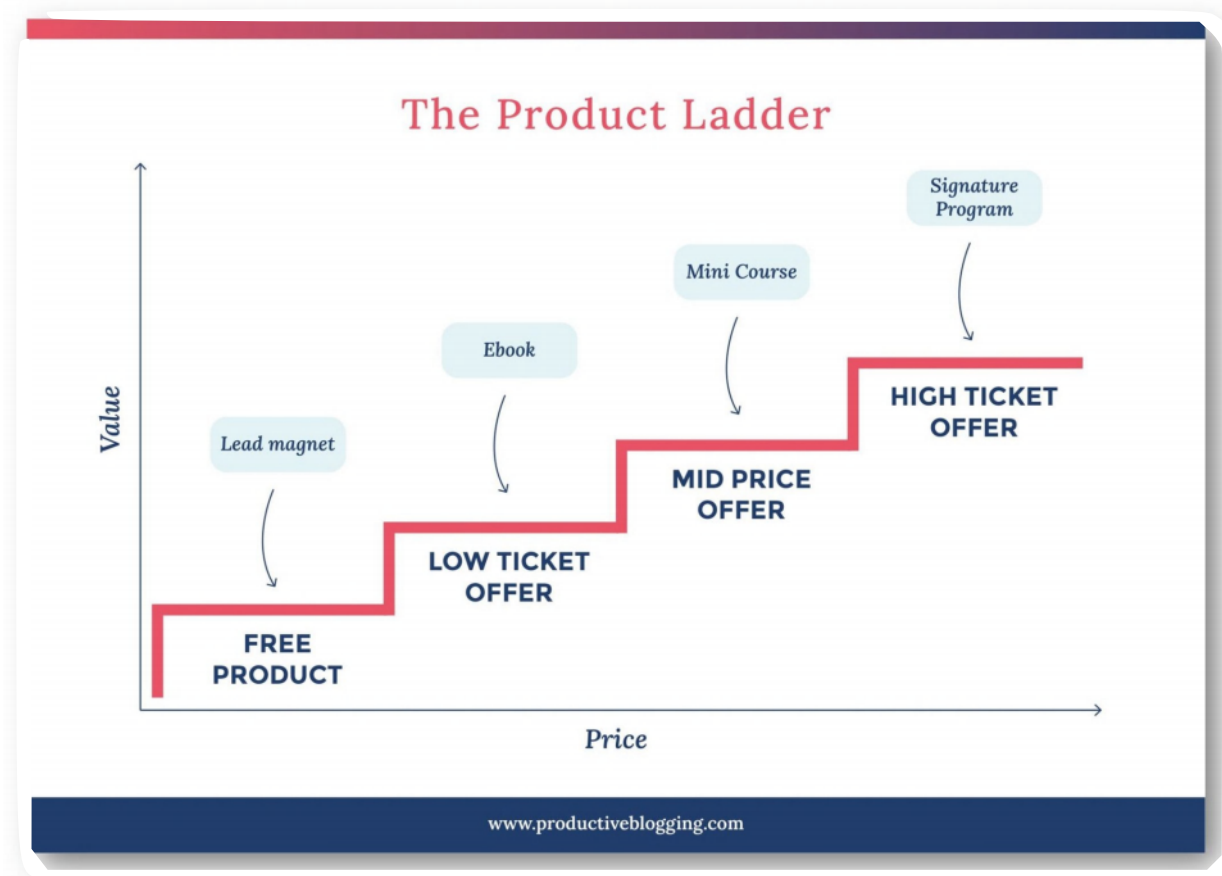 The Product Ladder
Signature
Program
Mini Course
Ebook
Lead magnet
Value
HIGH TICKET
OFFER
MID PRICE
OFFER
LOW TICKET
OFFER
FREE
PRODUCT
Price
www.productiveblogging.com